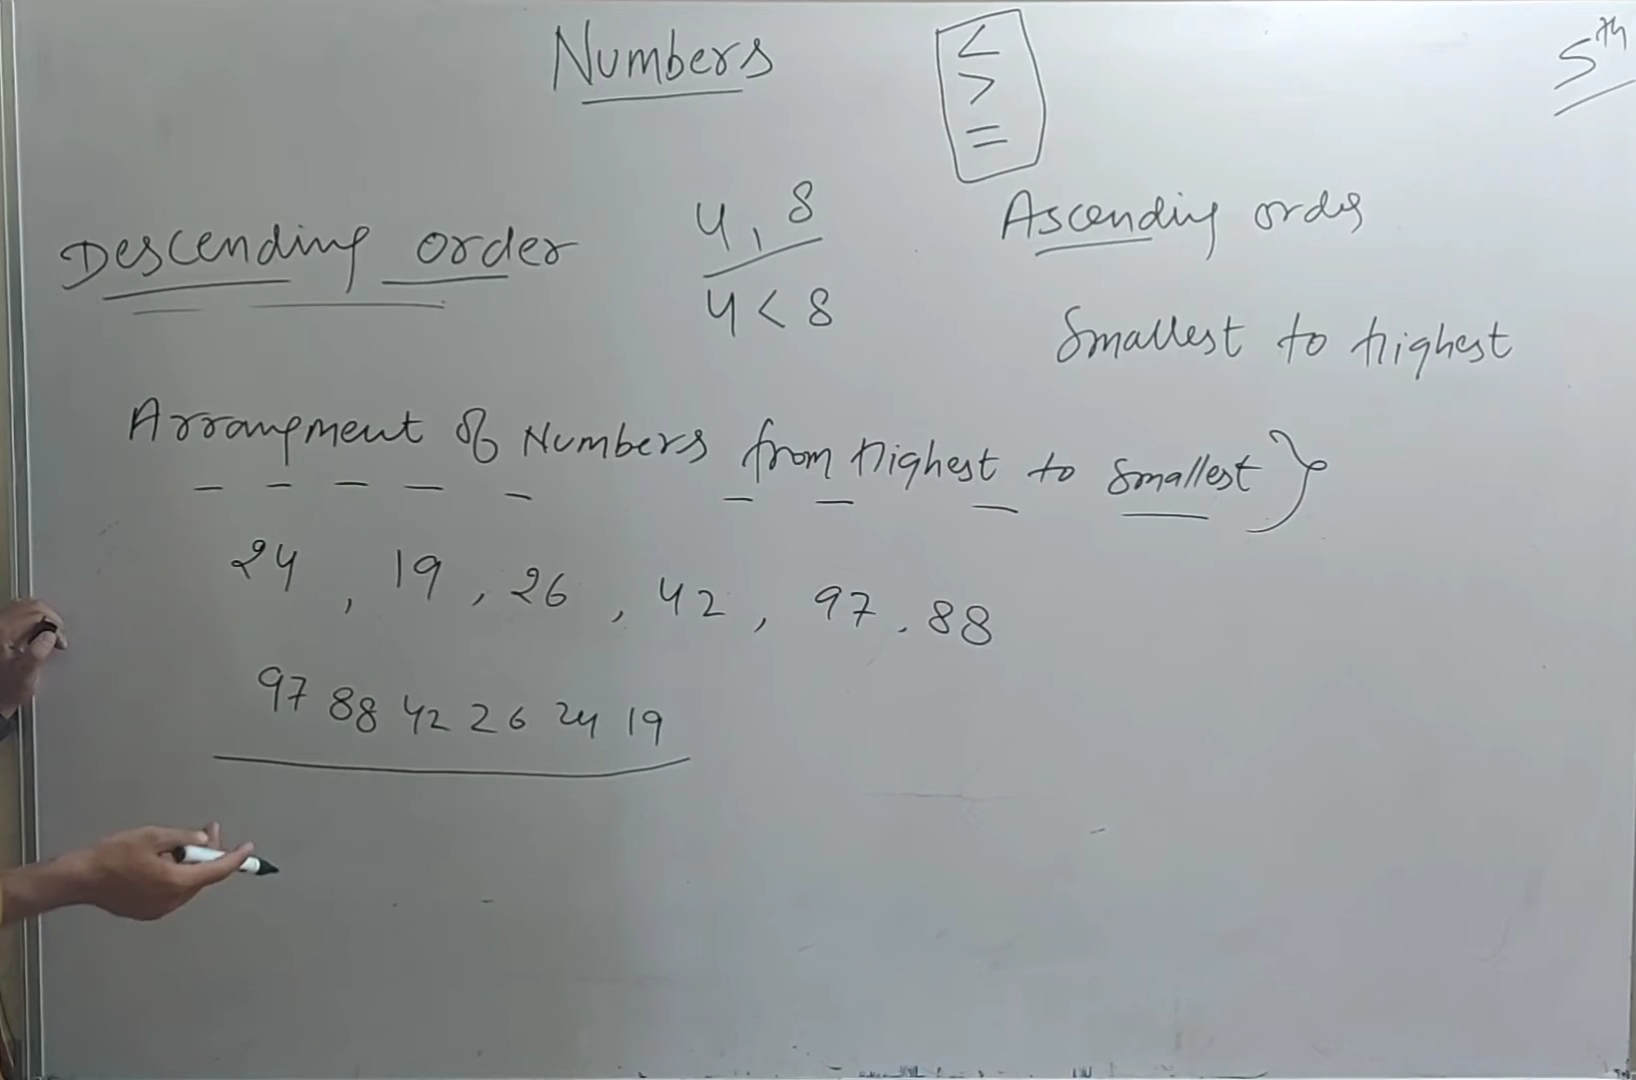 Numbers
<
>
=
5th
Descending order
4, 8
4 < 8
Ascending order
Smallest to highest
Arrangment of Numbers from highest to smallest }
24, 19, 26, 42, 97, 88
97 88 42 26 24 19